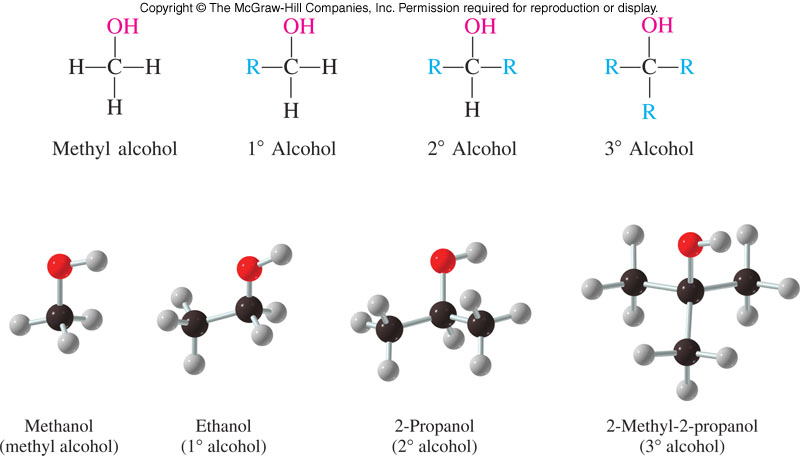 Copyright © The McGraw-Hill Companies, Inc. Permission required for reproduction or display.
OH OH OH OH
H—C—H R—C—H R—C—R R—C—R
H H H R
Methyl alcohol 1° Alcohol 2° Alcohol 3° Alcohol
Methanol Ethanol 2-Propanol 2-Methyl-2-propanol
(methyl alcohol) (1° alcohol) (2° alcohol) (3° alcohol)